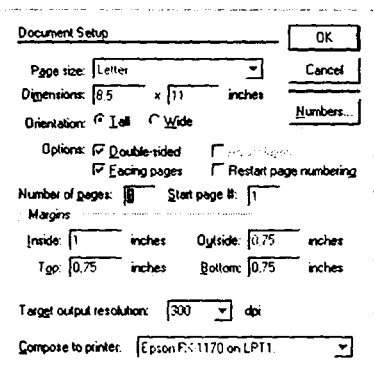 Document Setup
OK
Page size: Letter
Cancel
Dimensions: 8.5 x 11 inches
Numbers...
Orientation: Tall Wide
Options: Double-sided
Facing pages Restart page numbering
Number of pages: Start page #: 1
Margins
Inside: 1 inches Outside: 0.75 inches
Top: 0.75 inches Bottom: 0.75 inches
Target output resolution: 300 dpi
Compose to printer: Epson FX-1170 on LPT1: